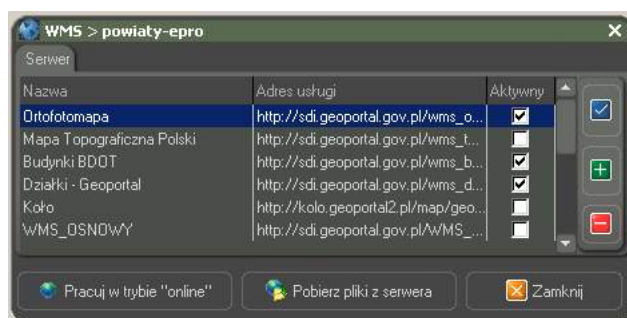 WMS > powiaty-epro
Serwer
Nazwa Adres usługi Aktywny
Ortofotomapa http://sdi.geoportal.gov.pl/wms_o...
Mapa Topograficzna Polski http://sdi.geoportal.gov.pl/wms_t...
Budynki BDOT http://sdi.geoportal.gov.pl/wms_b...
Działki - Geoportal http://sdi.geoportal.gov.pl/wms_d...
Koło http://kolo.geoportal2.pl/map/geo...
WMS_OSNOWY http://sdi.geoportal.gov.pl/WMS_...
Pracuj w trybie "online" Pobierz pliki z serwera Zamknij